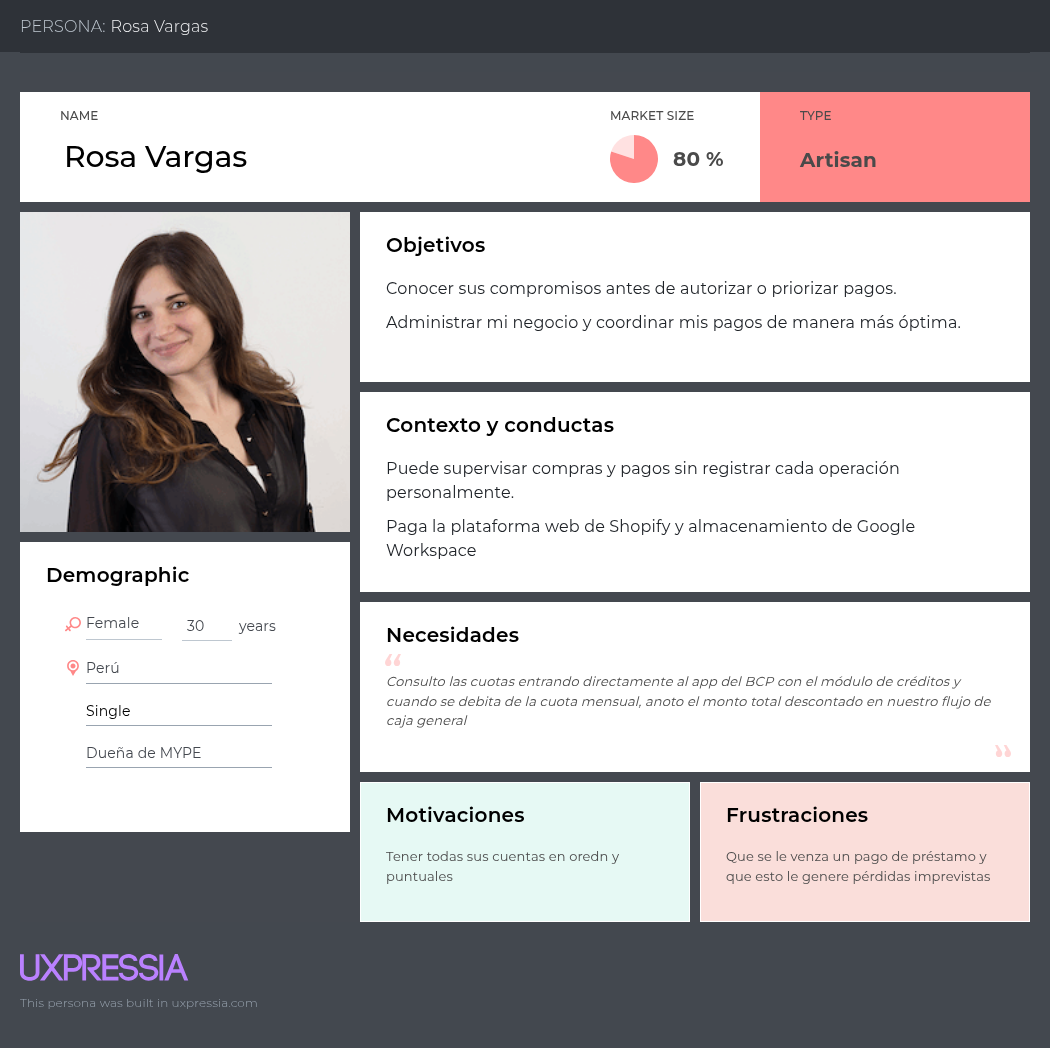 PERSONA: Rosa Vargas
NAME
Rosa Vargas
MARKET SIZE
80 %
TYPE
Artisan
Demographic
Female
30 years
Perú
Single
Dueña de MYPE
Objetivos
Conocer sus compromisos antes de autorizar o priorizar pagos.
Administrar mi negocio y coordinar mis pagos de manera más óptima.
Contexto y conductas
Puede supervisar compras y pagos sin registrar cada operación
personalmente.
Paga la plataforma web de Shopify y almacenamiento de Google
Workspace
Necesidades
“
Consulto las cuotas entrando directamente al app del BCP con el módulo de créditos y
cuando se debita de la cuota mensual, anoto el monto total descontado en nuestro flujo de
caja general
”
Motivaciones
Tener todas sus cuentas en oredn y
puntuales
Frustraciones
Que se le venza un pago de préstamo y
que esto le genere pérdidas imprevistas
UXPRESSIA
This persona was built in uxpressia.com